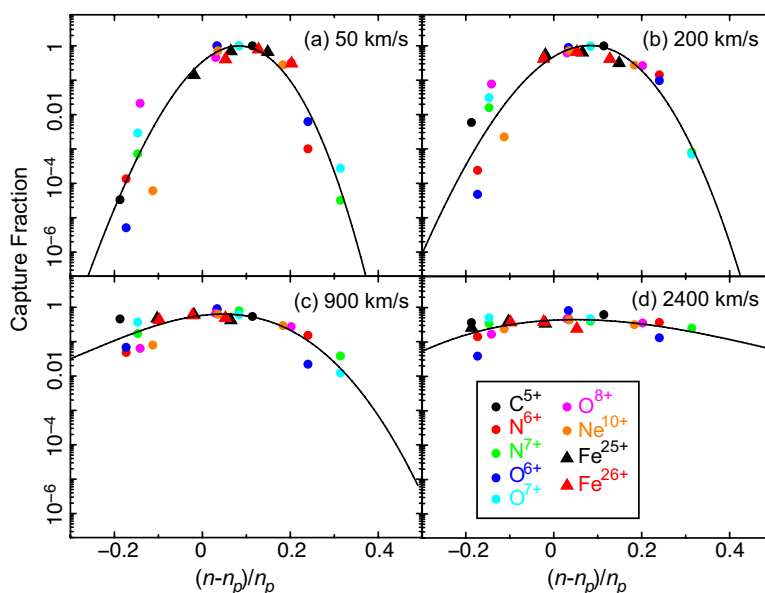 (a) 50 km/s
(b) 200 km/s
1
0.01
10⁻⁴
10⁻⁶
Capture Fraction
(c) 900 km/s
(d) 2400 km/s
1
0.01
10⁻⁴
10⁻⁶
C⁵⁺
N⁶⁺
N⁷⁺
O⁶⁺
O⁷⁺
O⁸⁺
Ne¹⁰⁺
Fe²⁵⁺
Fe²⁶⁺
−0.2 0 0.2 0.4
−0.2 0 0.2 0.4
(n-nₚ)/nₚ
(n-nₚ)/nₚ